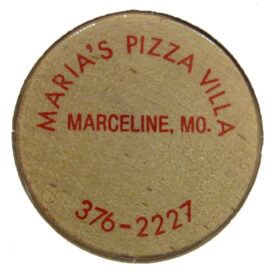 MARIA'S PIZZA VILLA
MARCELINE, MO.
376-2227